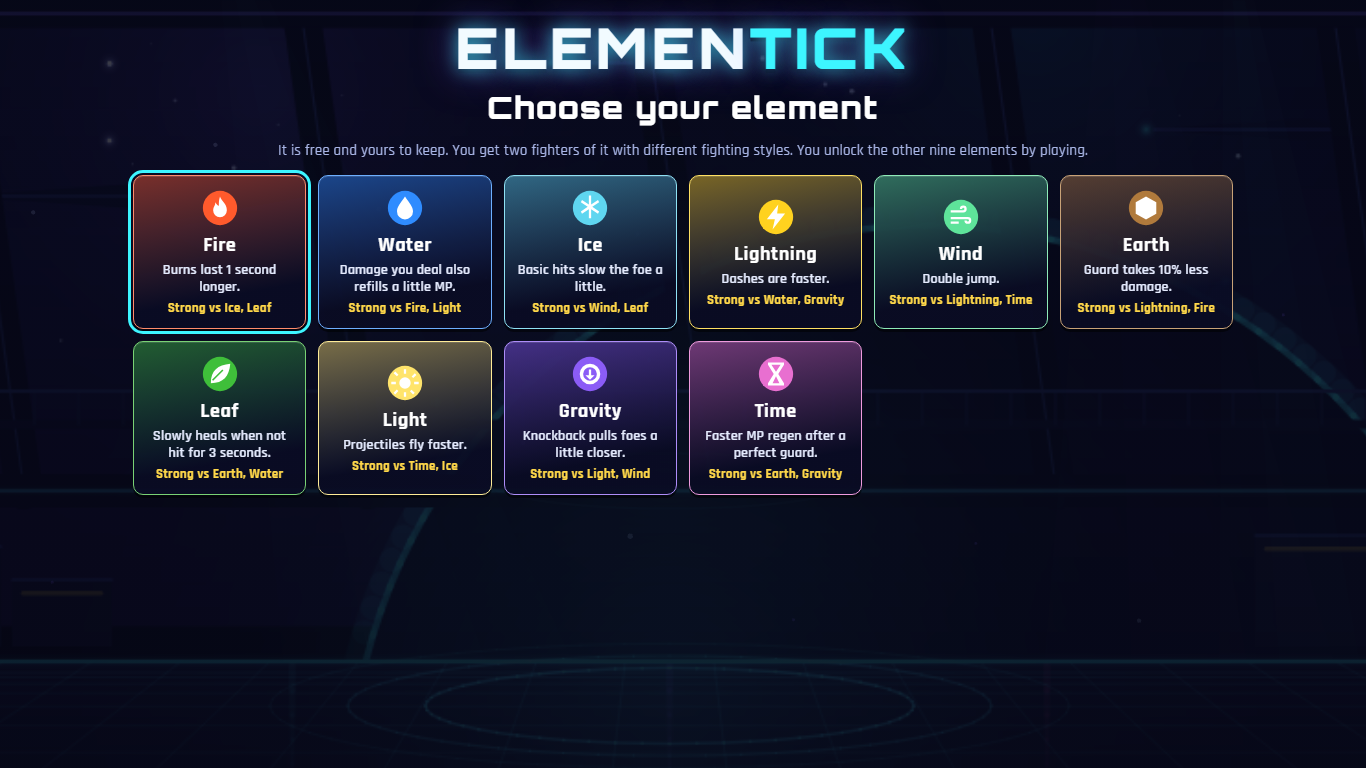 ELEMENTICK
Choose your element
It is free and yours to keep. You get two fighters of it with different fighting styles. You unlock the other nine elements by playing.
Fire
Burns last 1 second
longer.
Strong vs Ice, Leaf
Water
Damage you deal also
refills a little MP.
Strong vs Fire, Light
Ice
Basic hits slow the foe a
little.
Strong vs Wind, Leaf
Lightning
Dashes are faster.
Strong vs Water, Gravity
Wind
Double jump.
Strong vs Lightning, Time
Earth
Guard takes 10% less
damage.
Strong vs Lightning, Fire
Leaf
Slowly heals when not
hit for 3 seconds.
Strong vs Earth, Water
Light
Projectiles fly faster.
Strong vs Time, Ice
Gravity
Knockback pulls foes a
little closer.
Strong vs Light, Wind
Time
Faster MP regen after a
perfect guard.
Strong vs Earth, Gravity